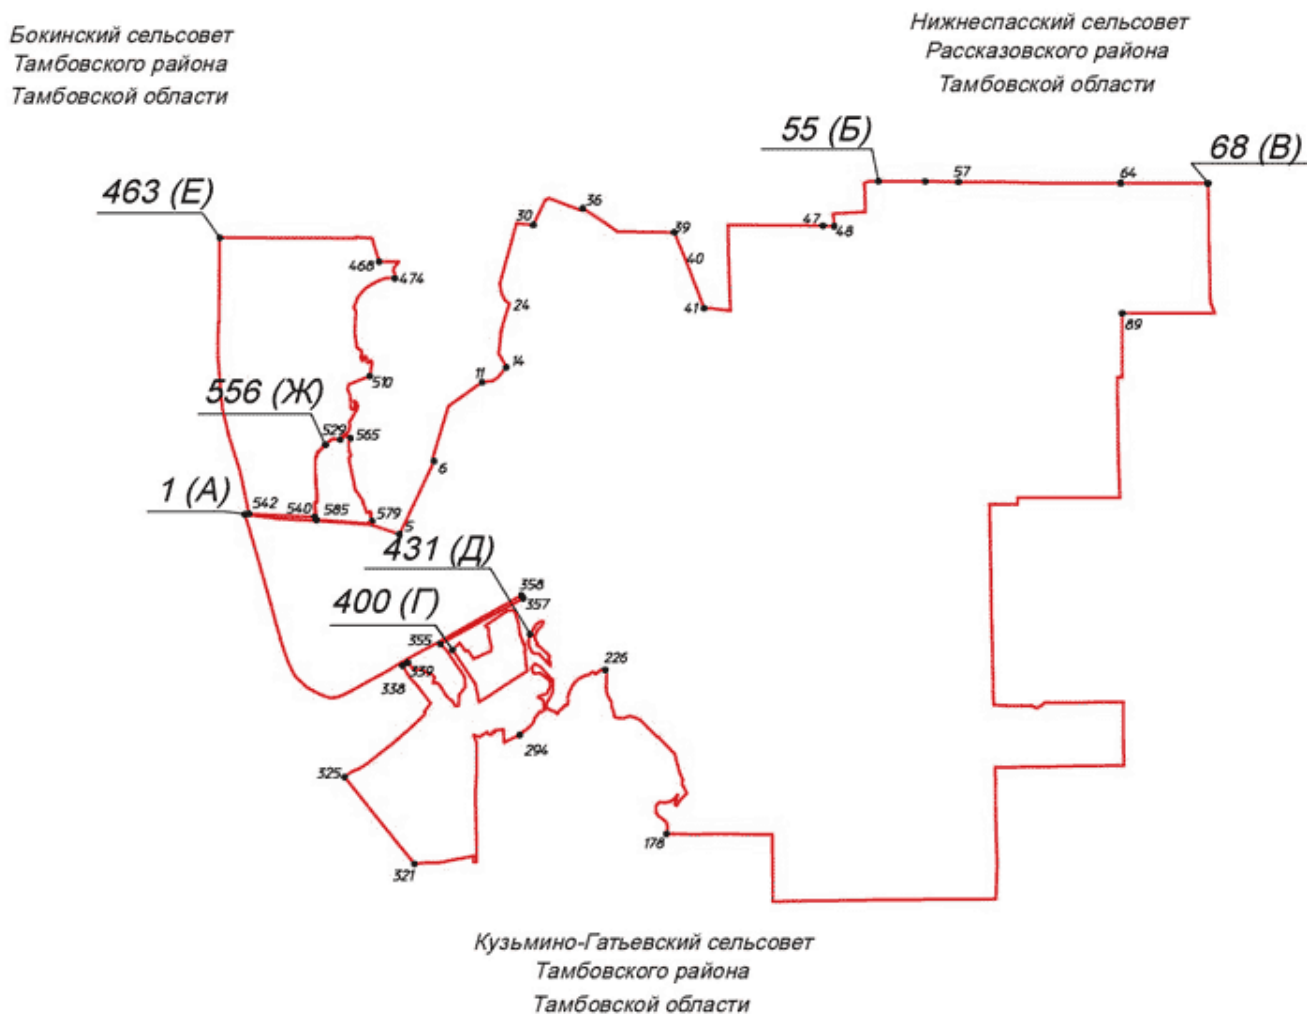 Бокинский сельсовет
Тамбовского района
Тамбовской области
Нижнеспасский сельсовет
Рассказовского района
Тамбовской области
55 (Б)
68 (В)
57
64
463 (Е)
36
30
39
47
48
40
468
474
24
41
89
14
11
510
556 (Ж)
529
565
6
1 (А)
542
540
585
579
5
431 (Д)
358
357
400 (Г)
355
339
338
226
294
325
178
321
Кузьмино-Гатьевский сельсовет
Тамбовского района
Тамбовской области